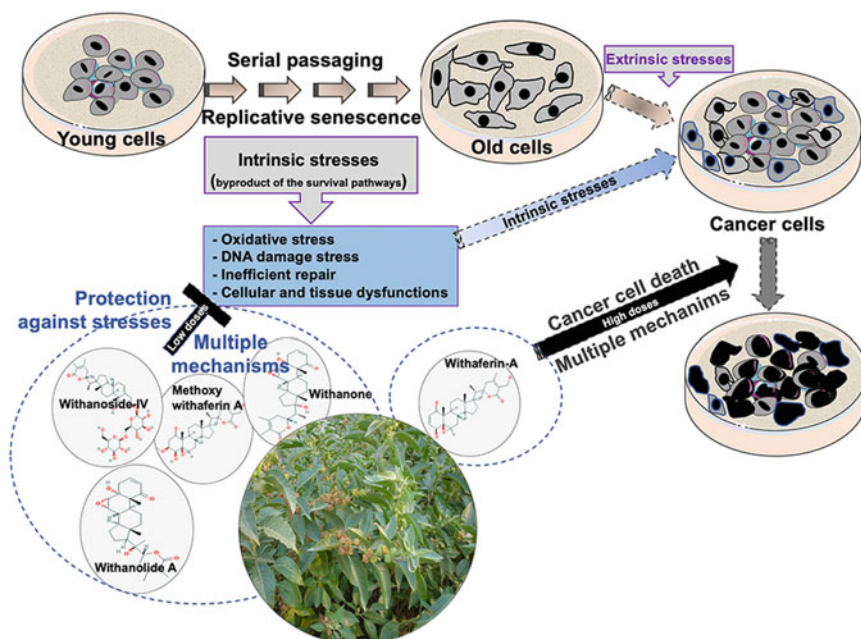 Serial passaging
Replicative senescence
Young cells
Old cells
Extrinsic stresses
Intrinsic stresses
(byproduct of the survival pathways)
Intrinsic stresses
Cancer cells
- Oxidative stress
- DNA damage stress
- Inefficient repair
- Cellular and tissue dysfunctions
Protection
against stresses
Low doses
Multiple
mechanisms
Cancer cell death
High doses
Multiple mechanims
Withanoside-IV
Methoxy
withaferin A
Withanone
Withaferin-A
Withanolide A